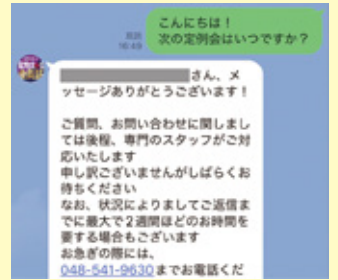 こんにちは！
次の定例会はいつですか？
既読
16:49
さん、メ
ッセージありがとうございます！
ご質問、お問い合わせに関しまし
ては後程、専門のスタッフがご対
応いたします
申し訳ございませんがしばらくお
待ちください
なお、状況によりましてご返信ま
でに最大で2週間ほどのお時間を
要する場合もございます
お急ぎの際には、
048-541-9630までお電話くだ